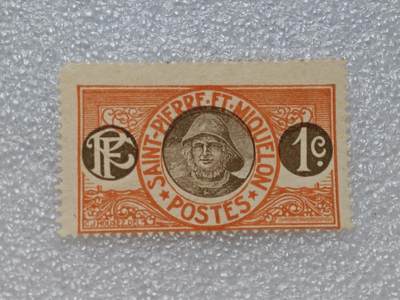 RF
SAINT-PIERRE-ET-MIQUELON
1c.
★POSTES★